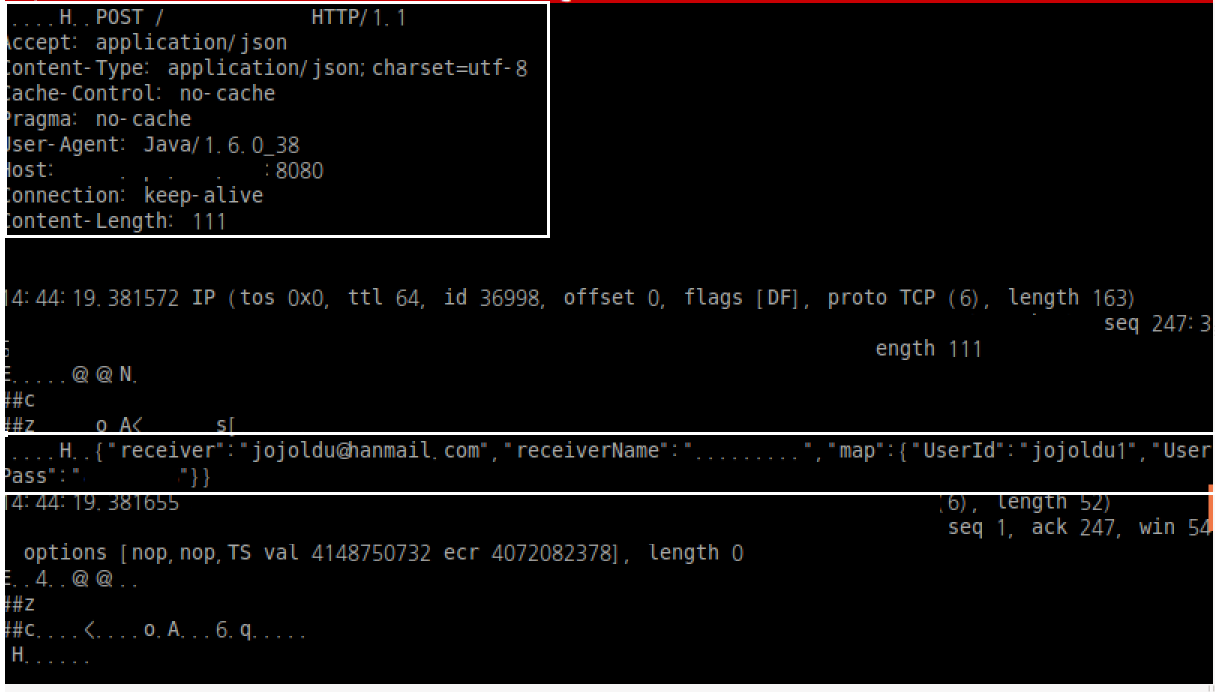 .....H..POST /            HTTP/1.1
Accept: application/json
Content-Type: application/json;charset=utf-8
Cache-Control: no-cache
Pragma: no-cache
User-Agent: Java/1.6.0_38
Host:      . , .    .    :8080
Connection: keep-alive
Content-Length: 111
14:44:19.381572 IP (tos 0x0, ttl 64, id 36998, offset 0, flags [DF], proto TCP (6), length 163)
seq 247:3
ength 111
E.....@@N.
##c
##z     o A<      s[
.....H..{"receiver":"jojoldu@hanmail.com","receiverName":".........","map":{"UserId":"jojoldu1","User
Pass":"        "}}
14:44:19.381655 (6), length 52)
seq 1, ack 247, win 54
options [nop,nop,TS val 4148750732 ecr 4072082378], length 0
E..4..@@..
##z
##c....<....o.A...6.q.....
H......